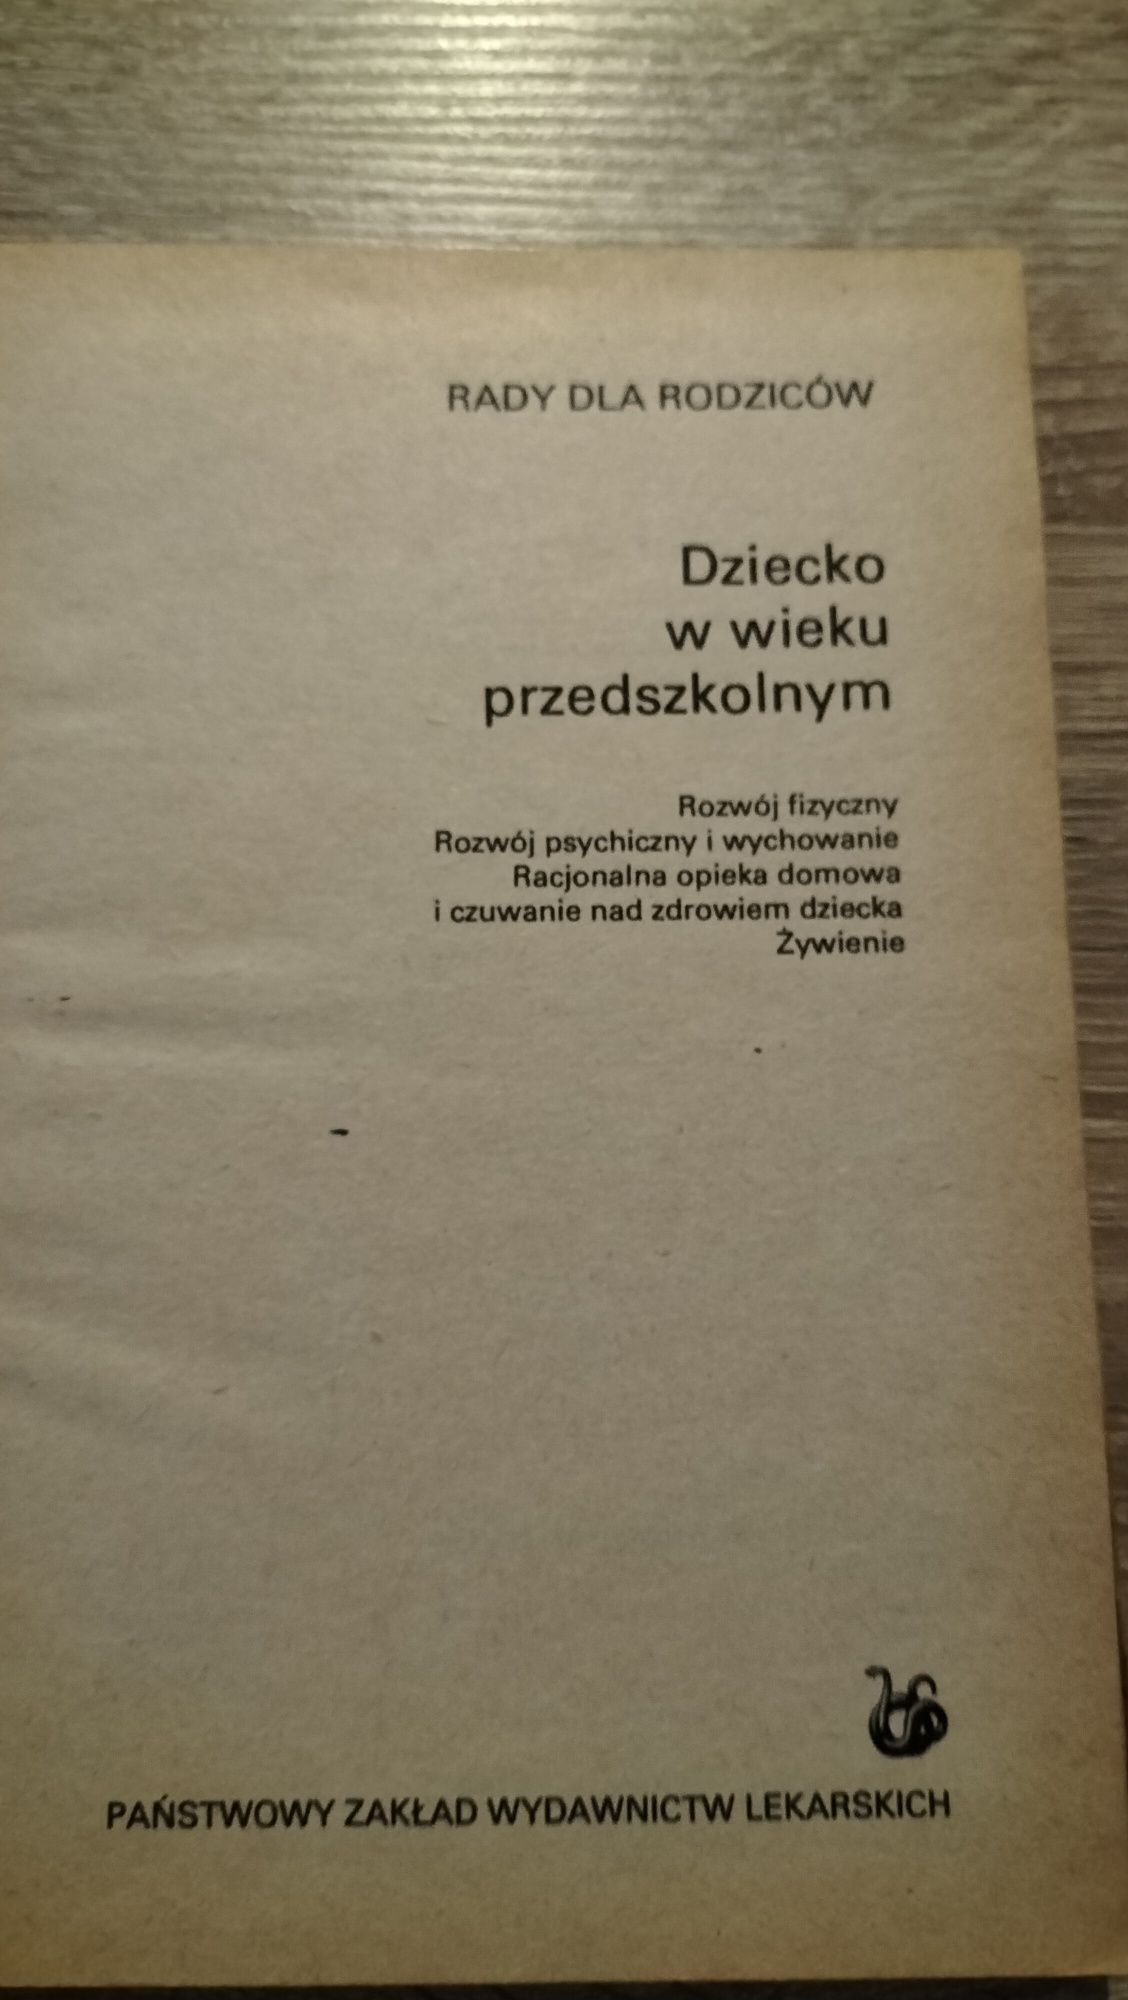 RADY DLA RODZICÓW
Dziecko
w wieku
przedszkolnym
Rozwój fizyczny
Rozwój psychiczny i wychowanie
Racjonalna opieka domowa
i czuwanie nad zdrowiem dziecka
Żywienie
PAŃSTWOWY ZAKŁAD WYDAWNICTW LEKARSKICH